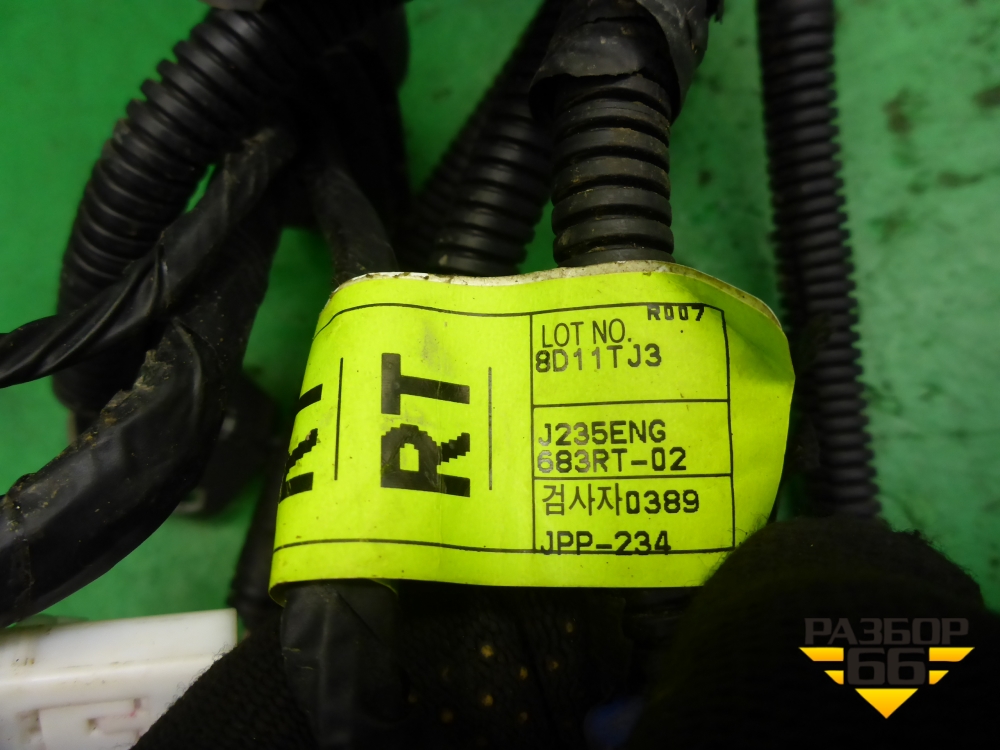 RT
RT
R007
LOT NO.
8D11TJ3
J235ENG
683RT-02
검사자0389
JPP-234
РАЗБОР
66